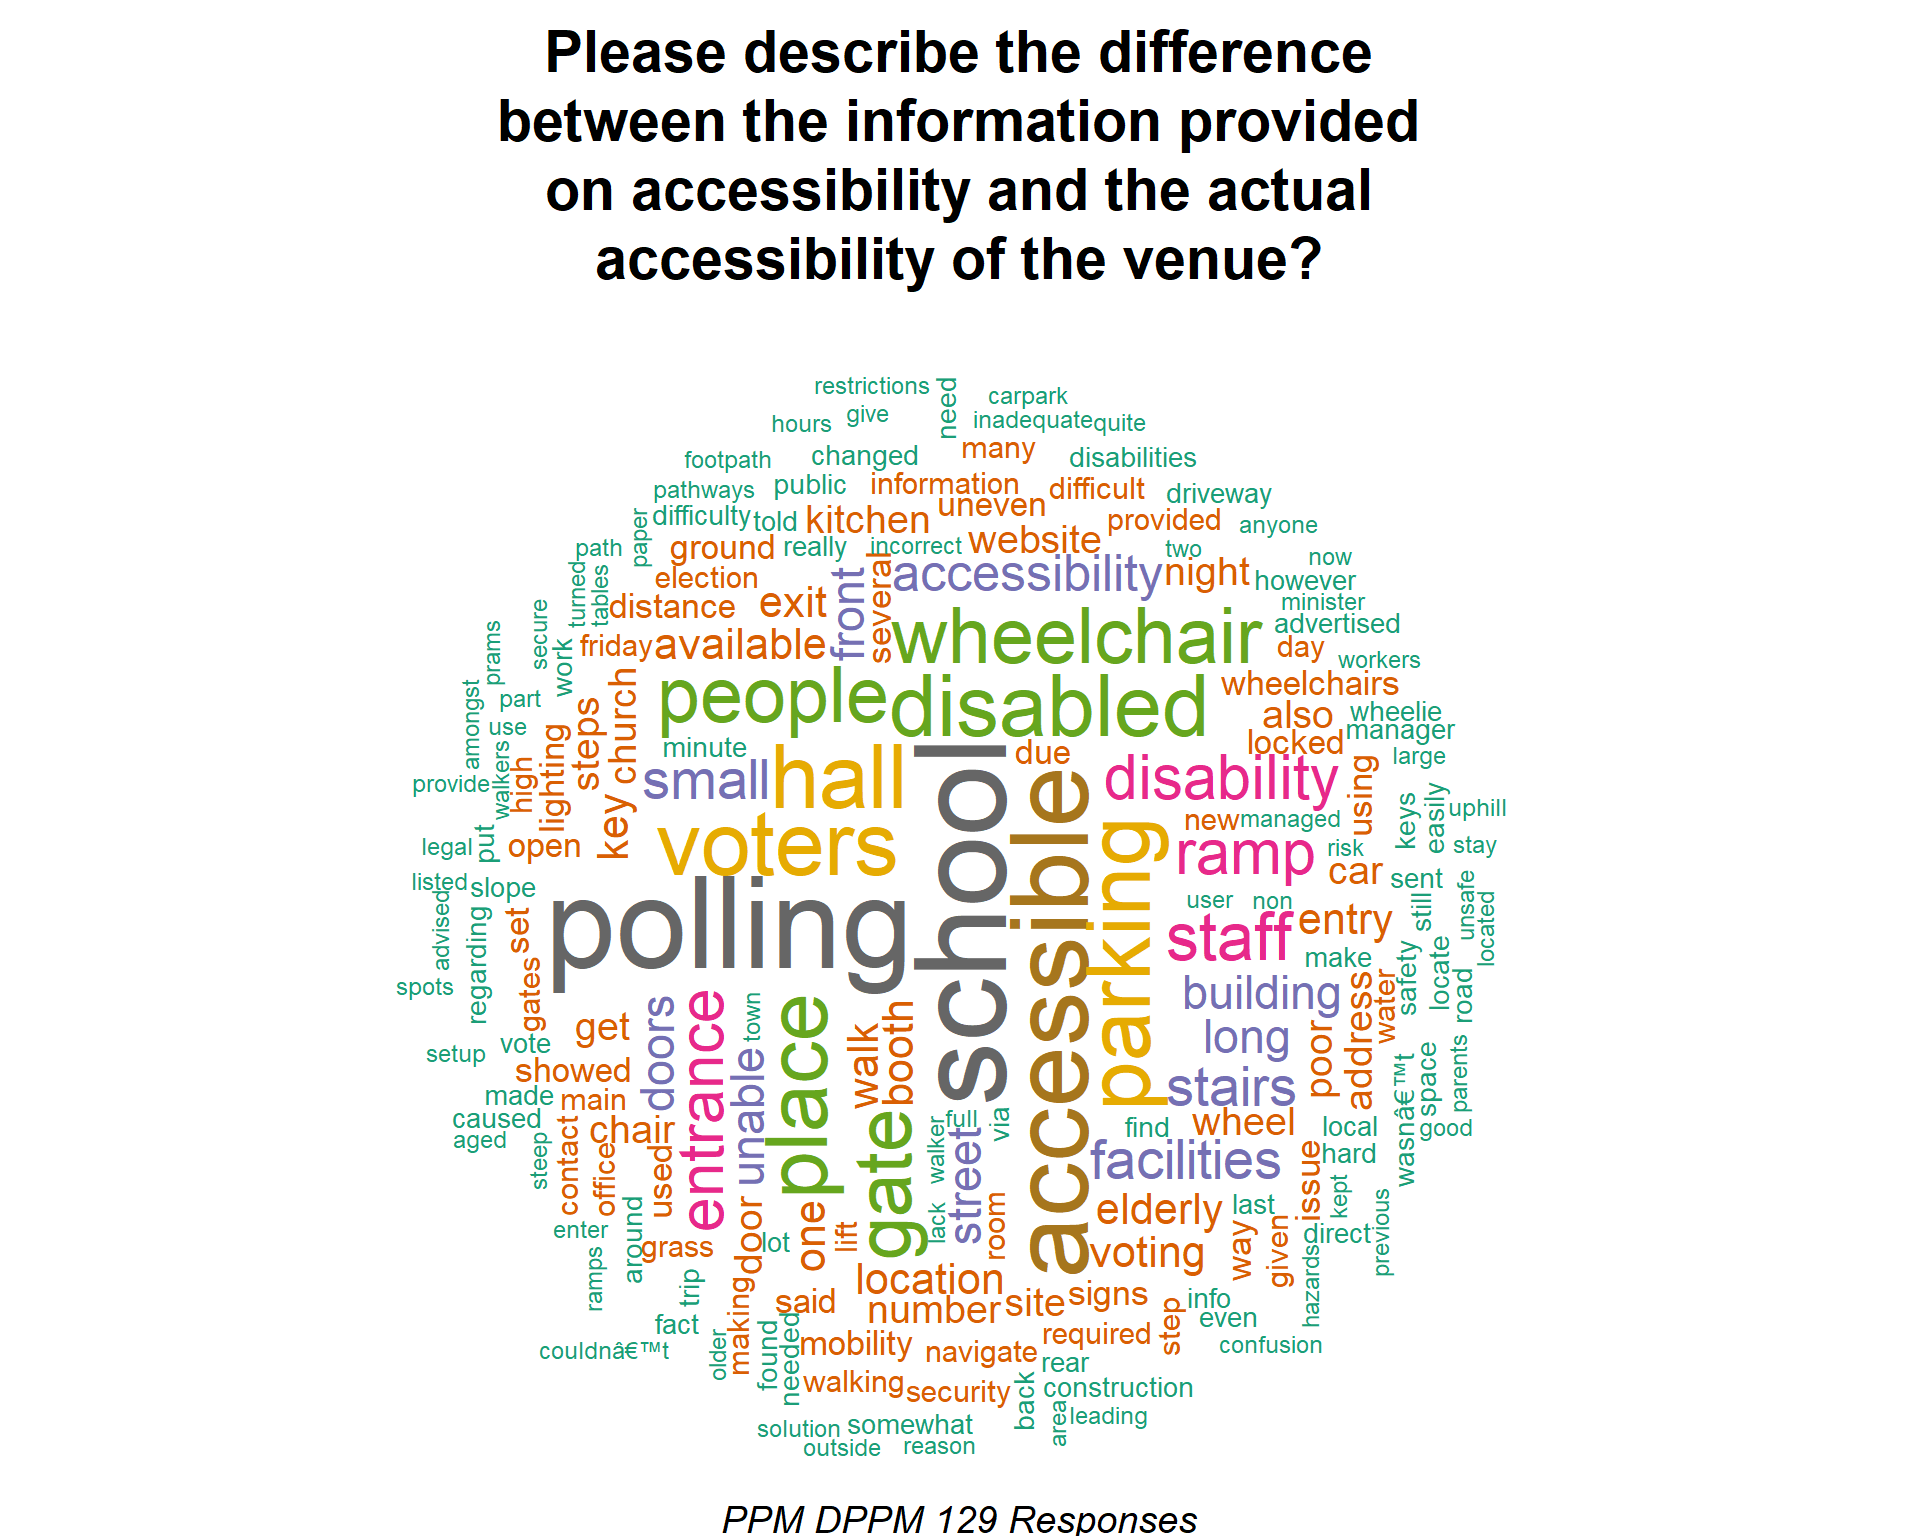 Please describe the difference
between the information provided
on accessibility and the actual
accessibility of the venue?
restrictions
need
carpark
hours
give
inadequate
quite
footpath
changed
many
disabilities
pathways
public
information
difficult
driveway
uneven
paper
difficulty
told
kitchen
provided
anyone
path
ground
really
incorrect
website
two
now
turned
tables
election
front
several
accessibility
night
however
secure
distance
exit
minister
prams
work
friday
available
wheelchair
advertised
day
workers
amongst
part
steps
church
people
disabled
wheelchairs
use
also
wheelie
manager
walkers
lighting
minute
due
locked
large
provide
high
small
hall
school
accessible
disability
using
keys
easily
uphill
legal
put
open
key
voters
parking
new
managed
ramp
risk
stay
car
listed
slope
polling
user
non
sent
advised
regarding
set
staff
entry
still
unsafe
located
spots
gates
make
safety
locate
road
building
address
water
get
doors
entrance
town
place
walk
booth
long
poor
setup
vote
showed
unable
stairs
wasnâ€™t
space
parents
made
main
gate
full
via
wheel
caused
chair
walker
street
find
local
good
aged
steep
contact
office
used
facilities
issue
hard
kept
previous
enter
around
grass
door
lot
one
lift
lack
room
elderly
last
way
given
direct
voting
ramps
trip
making
said
location
number
site
signs
step
info
even
hazards
fact
older
found
needed
mobility
navigate
required
confusion
couldnâ€™t
rear
walking
security
back
construction
area
leading
solution
somewhat
outside
reason
PPM DPPM 129 Responses